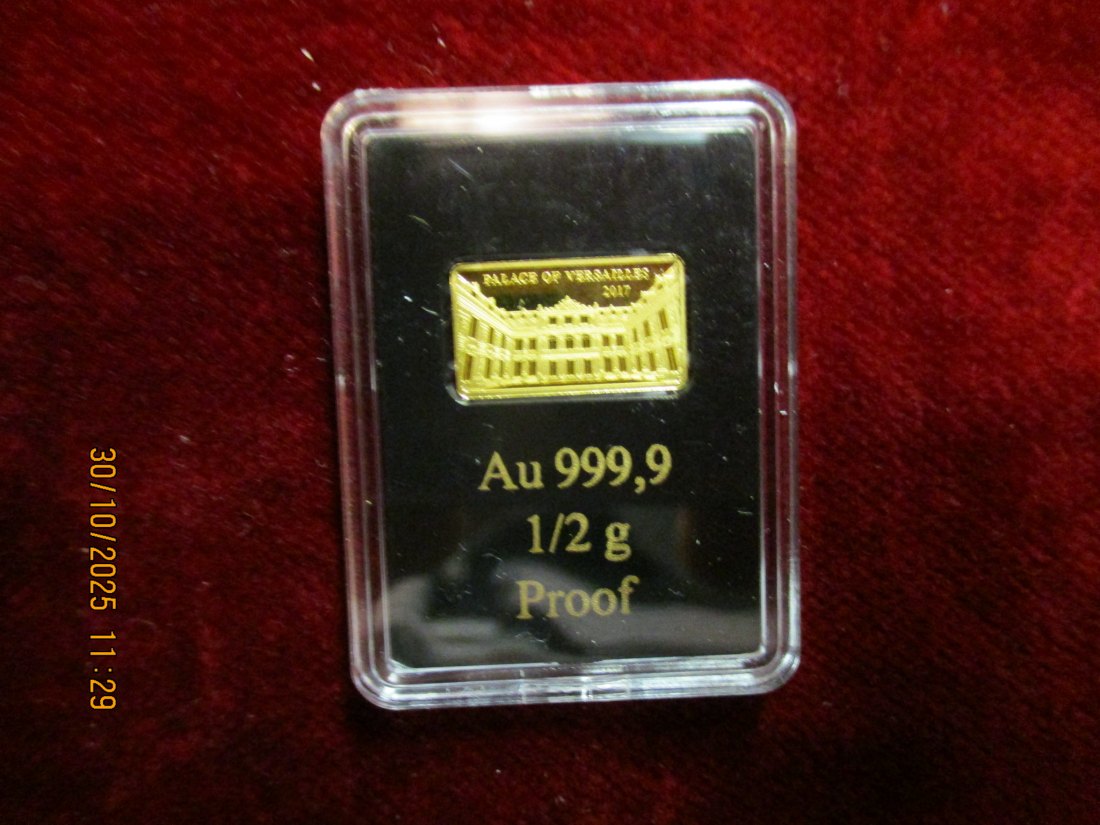 PALACE OF VERSAILLES
2017
Au 999,9
1/2 g
Proof
30/10/2025 11:29